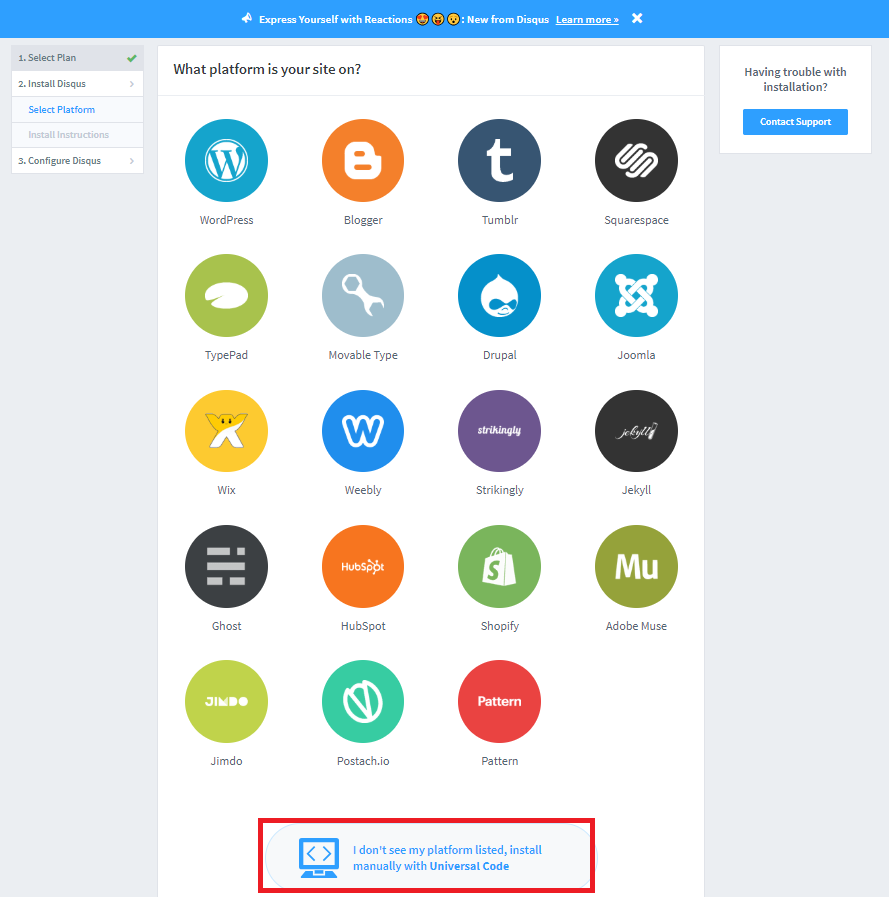 Express Yourself with Reactions 😍😝😮: New from Disqus Learn more »
1. Select Plan
2. Install Disqus
Select Platform
Install Instructions
3. Configure Disqus
What platform is your site on?
WordPress
Blogger
Tumblr
Squarespace
TypePad
Movable Type
Drupal
Joomla
Wix
Weebly
strikingly
Strikingly
jekyll
Jekyll
Ghost
HubSpot
HubSpot
Shopify
Mu
Adobe Muse
JIMDO
Jimdo
Postach.io
Pattern
Pattern
I don't see my platform listed, install
manually with Universal Code
Having trouble with
installation?
Contact Support